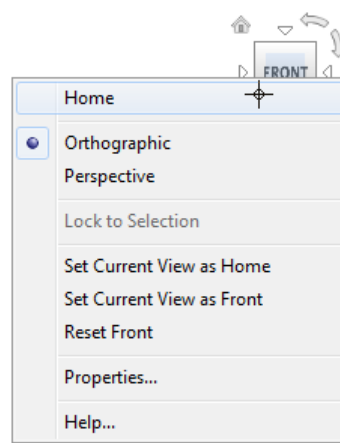 FRONT
Home
Orthographic
Perspective
Lock to Selection
Set Current View as Home
Set Current View as Front
Reset Front
Properties...
Help...